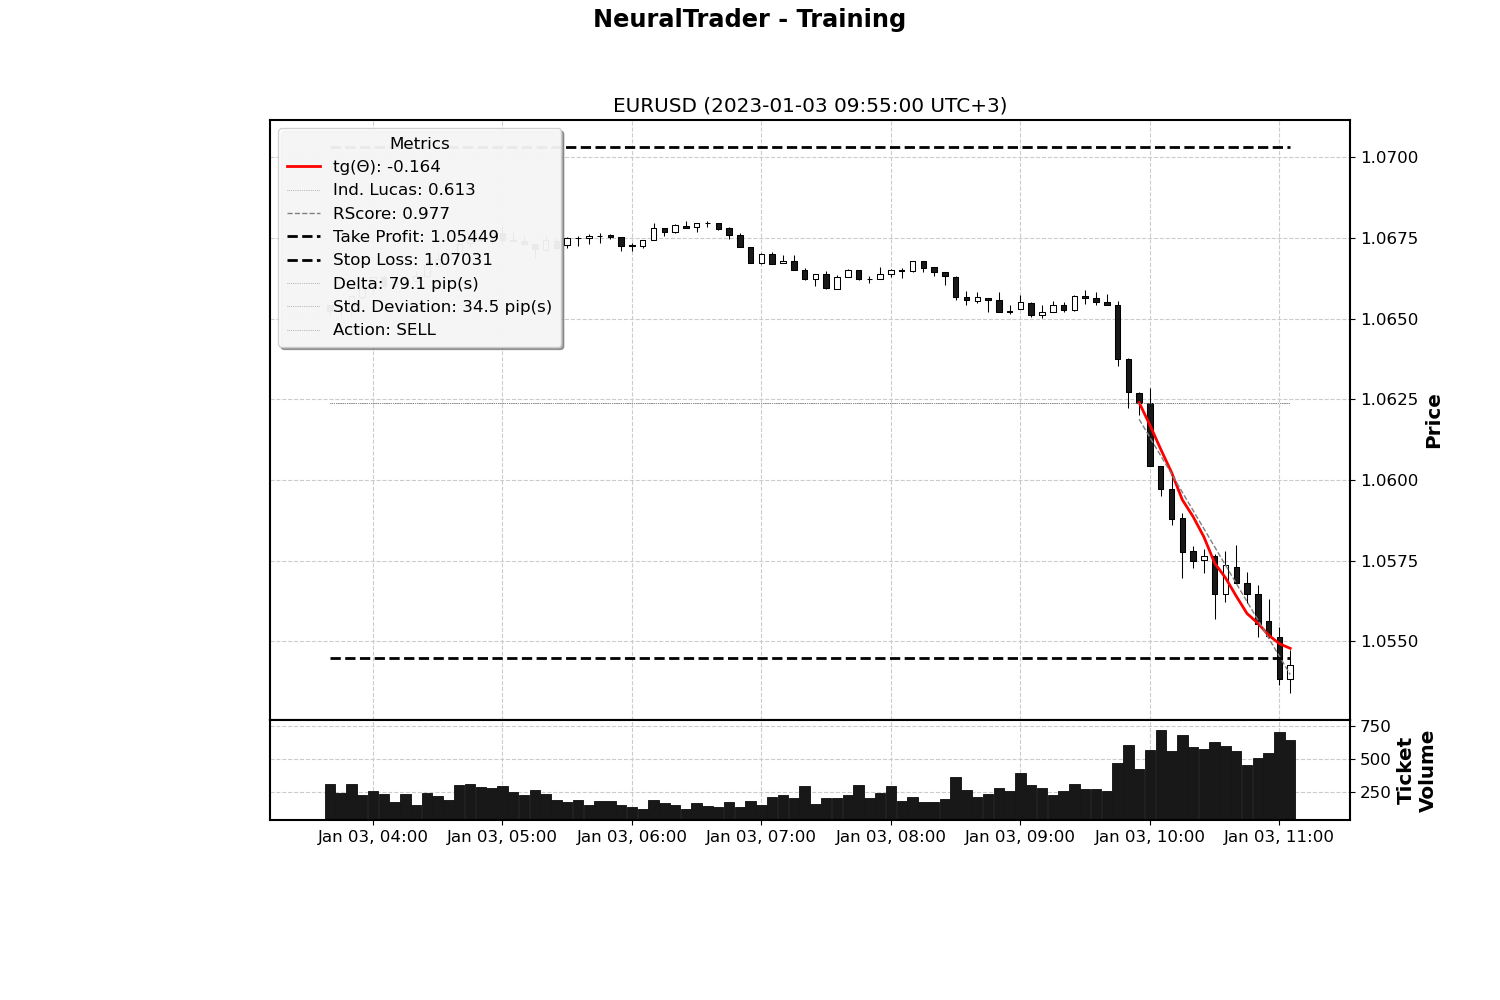 NeuralTrader - Training
EURUSD (2023-01-03 09:55:00 UTC+3)
Metrics
tg(Θ): -0.164
Ind. Lucas: 0.613
RScore: 0.977
Take Profit: 1.05449
Stop Loss: 1.07031
Delta: 79.1 pip(s)
Std. Deviation: 34.5 pip(s)
Action: SELL
1.0700
1.0675
1.0650
1.0625
1.0600
1.0575
1.0550
Price
750
500
250
Ticket
Volume
Jan 03, 04:00 Jan 03, 05:00 Jan 03, 06:00 Jan 03, 07:00 Jan 03, 08:00 Jan 03, 09:00 Jan 03, 10:00 Jan 03, 11:00